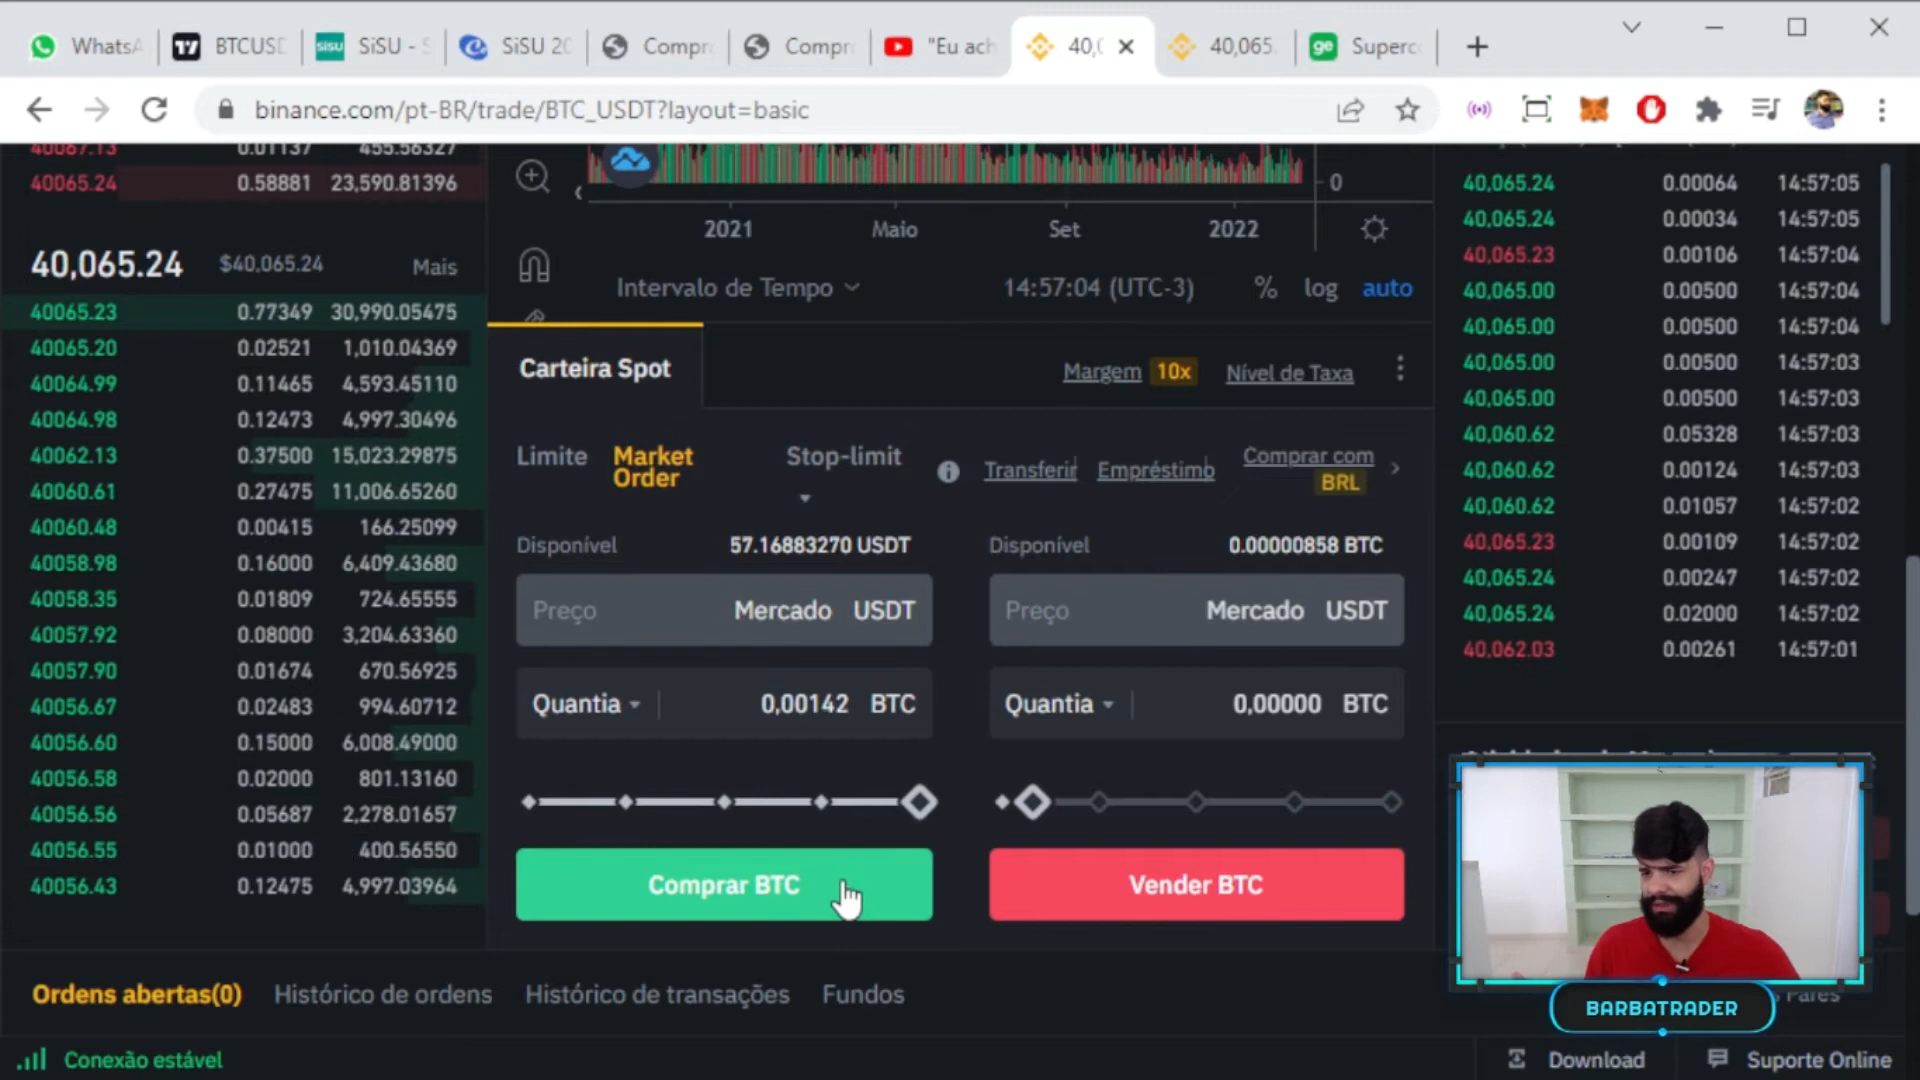 WhatsA
BTCUSD
SiSU - S
SiSU 20
Compr
Compr
"Eu ach
40,0
40,065.
Superco
binance.com/pt-BR/trade/BTC_USDT?layout=basic
40067.13 0.01137 455.56327
40065.24 0.58881 23,590.81396
40,065.24 $40,065.24 Mais
40065.23 0.77349 30,990.05475
40065.20 0.02521 1,010.04369
40064.99 0.11465 4,593.45110
40064.98 0.12473 4,997.30496
40062.13 0.37500 15,023.29875
40060.61 0.27475 11,006.65260
40060.48 0.00415 166.25099
40058.98 0.16000 6,409.43680
40058.35 0.01809 724.65555
40057.92 0.08000 3,204.63360
40057.90 0.01674 670.56925
40056.67 0.02483 994.60712
40056.60 0.15000 6,008.49000
40056.58 0.02000 801.13160
40056.56 0.05687 2,278.01657
40056.55 0.01000 400.56550
40056.43 0.12475 4,997.03964
0
2021 Maio Set 2022
Intervalo de Tempo 14:57:04 (UTC-3) % log auto
Carteira Spot
Margem 10x Nível de Taxa
Limite Market Order Stop-limit Transferir Empréstimo Comprar com BRL
Disponível 57.16883270 USDT
Preço Mercado USDT
Quantia 0,00142 BTC
Comprar BTC
Disponível 0.00000858 BTC
Preço Mercado USDT
Quantia 0,00000 BTC
Vender BTC
40,065.24 0.00064 14:57:05
40,065.24 0.00034 14:57:05
40,065.23 0.00106 14:57:04
40,065.00 0.00500 14:57:04
40,065.00 0.00500 14:57:04
40,065.00 0.00500 14:57:03
40,065.00 0.00500 14:57:03
40,060.62 0.05328 14:57:03
40,060.62 0.00124 14:57:03
40,060.62 0.01057 14:57:02
40,065.23 0.00109 14:57:02
40,065.24 0.00247 14:57:02
40,065.24 0.02000 14:57:02
40,062.03 0.00261 14:57:01
BARBATRADER
Pares
Ordens abertas(0) Histórico de ordens Histórico de transações Fundos
Conexão estável
Download Suporte Online